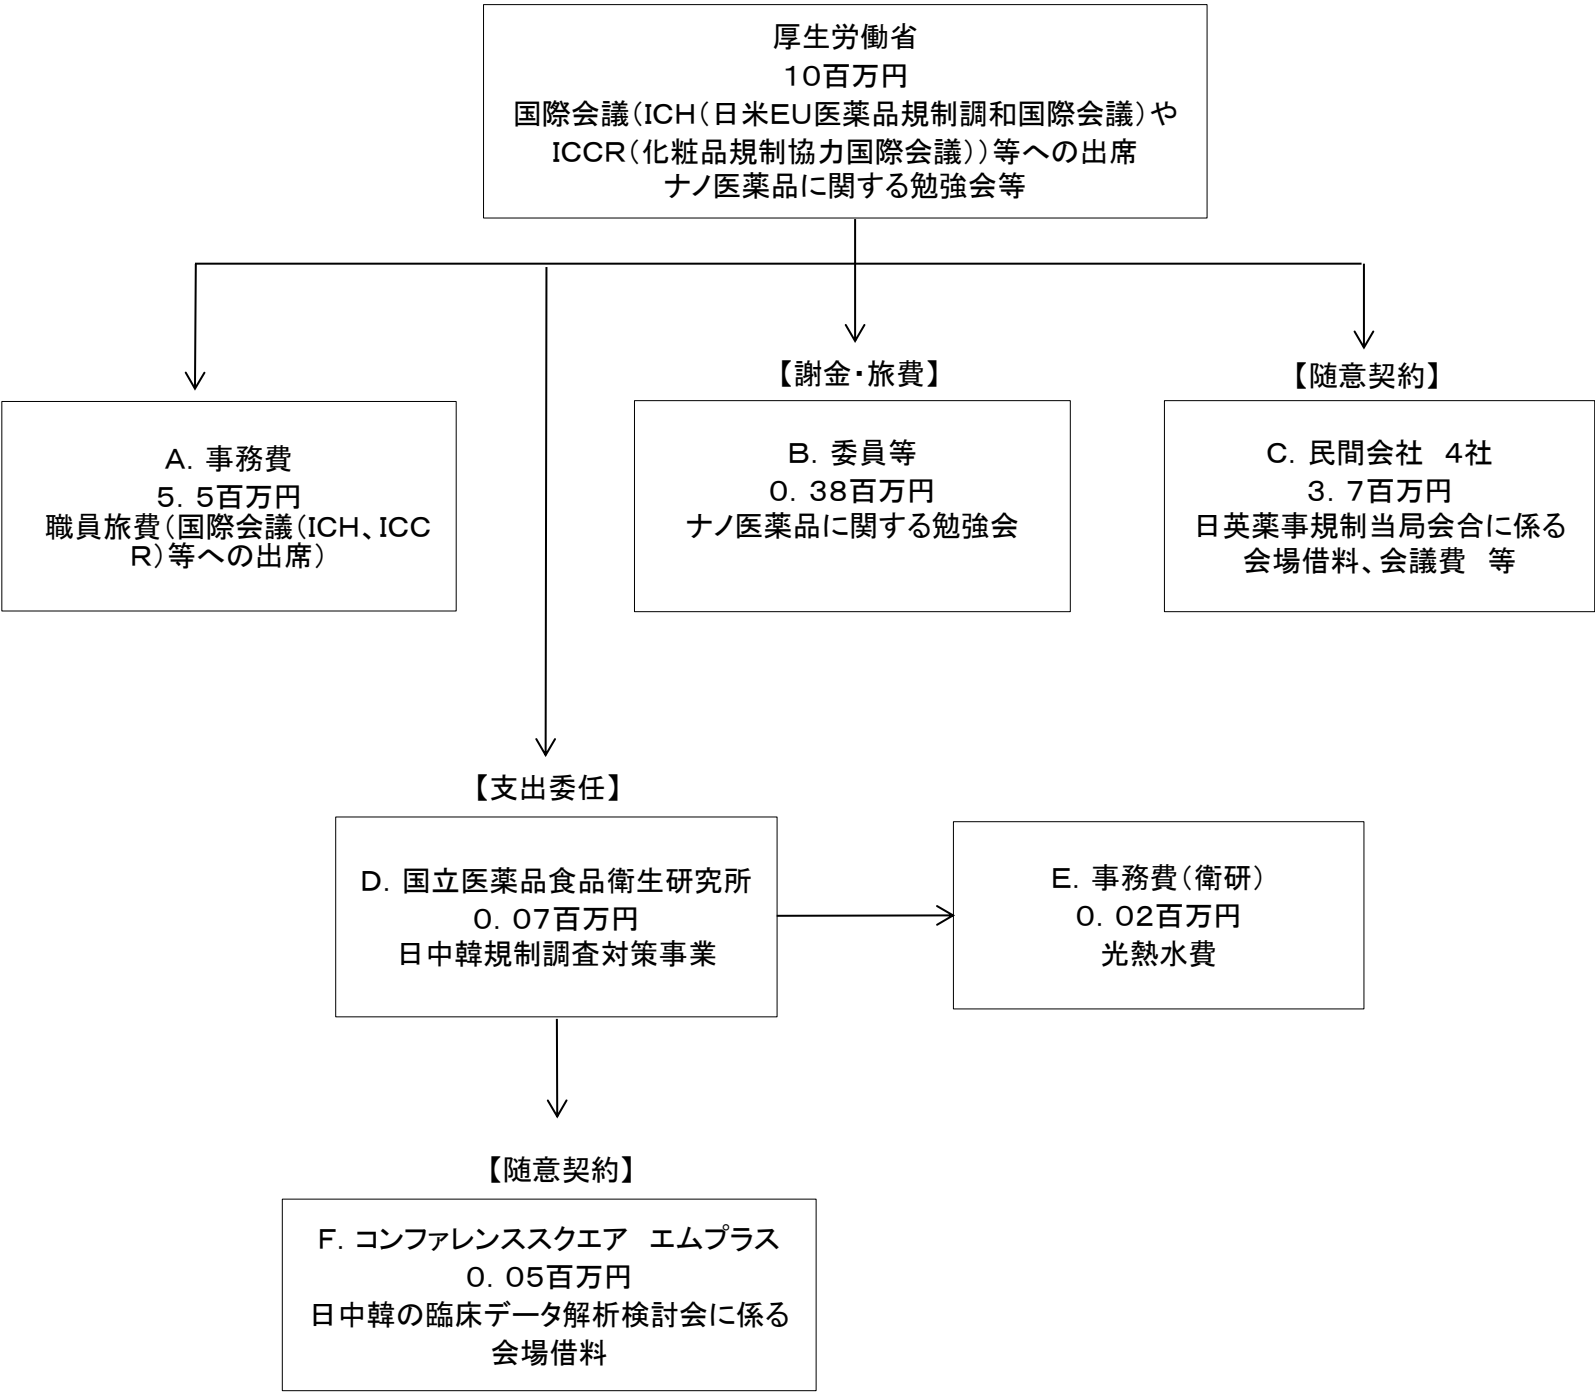 厚生労働省
10百万円
国際会議(ICH(日米EU医薬品規制調和国際会議)や
ICCR(化粧品規制協力国際会議))等への出席
ナノ医薬品に関する勉強会等
A. 事務費
5. 5百万円
職員旅費(国際会議(ICH、ICC
R)等への出席)
【謝金・旅費】
B. 委員等
0. 38百万円
ナノ医薬品に関する勉強会
【随意契約】
C. 民間会社 4社
3. 7百万円
日英薬事規制当局会合に係る
会場借料、会議費 等
【支出委任】
D. 国立医薬品食品衛生研究所
0. 07百万円
日中韓規制調査対策事業
E. 事務費(衛研)
0. 02百万円
光熱水費
【随意契約】
F. コンファレンススクエア エムプラス
0. 05百万円
日中韓の臨床データ解析検討会に係る
会場借料